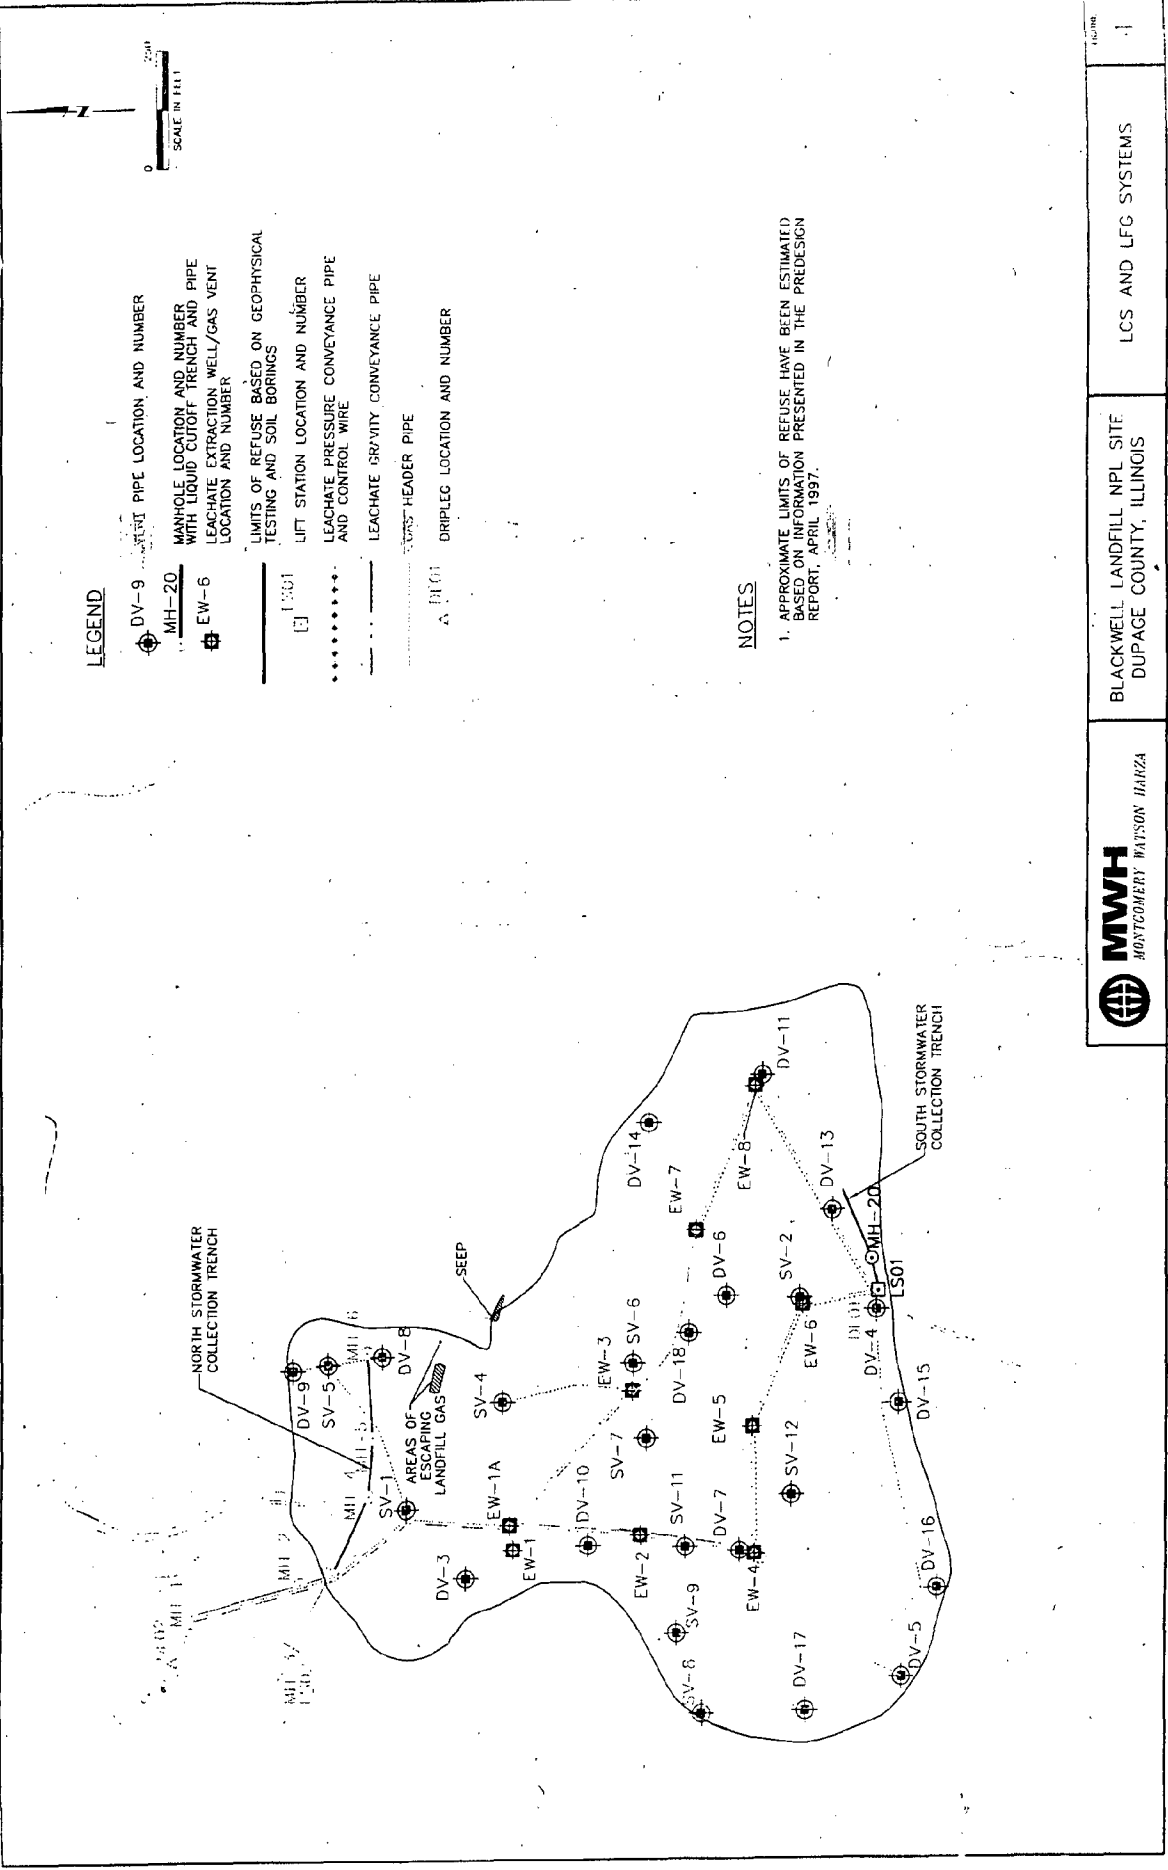 0
250
SCALE IN FEET
LEGEND
DV-9
PIPE LOCATION AND NUMBER
MH-20
MANHOLE LOCATION AND NUMBER
WITH LIQUID CUTOFF TRENCH AND PIPE
EW-6
LEACHATE EXTRACTION WELL/GAS VENT
LOCATION AND NUMBER
LIMITS OF REFUSE BASED ON GEOPHYSICAL
TESTING AND SOIL BORINGS
LIFT STATION LOCATION AND NUMBER
LEACHATE PRESSURE CONVEYANCE PIPE
AND CONTROL WIRE
LEACHATE GRAVITY CONVEYANCE PIPE
HEADER PIPE
DRIPLEG LOCATION AND NUMBER
NOTES
1. APPROXIMATE LIMITS OF REFUSE HAVE BEEN ESTIMATED
BASED ON INFORMATION PRESENTED IN THE PREDESIGN
REPORT, APRIL 1997.
NORTH STORMWATER
COLLECTION TRENCH
SEEP
AREAS OF
ESCAPING
LANDFILL GAS
SOUTH STORMWATER
COLLECTION TRENCH
DV-9
SV-5
DV-8
MH-6
SV-1
SV-4
DV-3
EW-1A
EW-1
DV-10
EW-2
SV-11
DV-7
EW-4
SV-9
SV-8
DV-17
DV-5
DV-16
DV-15
SV-12
EW-5
SV-7
EW-3
SV-6
DV-18
DV-6
EW-7
DV-14
EW-8
DV-11
DV-13
SV-2
EW-6
DV-4
LS01
MH-20
MWH
MONTGOMERY WATSON HARZA
BLACKWELL LANDFILL NPL SITE
DUPAGE COUNTY, ILLINOIS
LCS AND LFG SYSTEMS
FIGURE